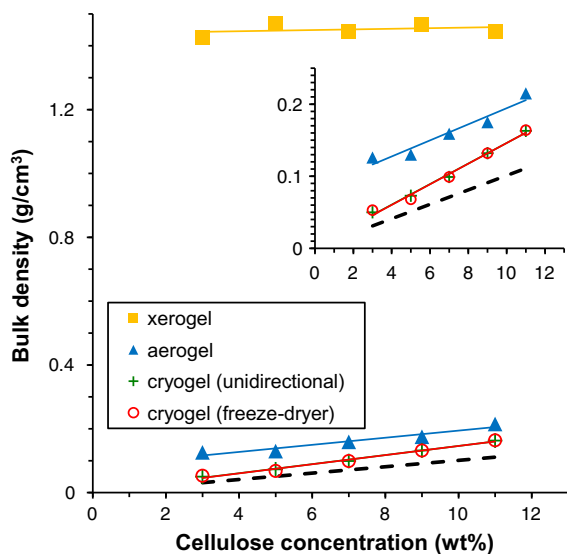 Bulk density (g/cm³)
1.2
0.8
0.4
0
0.2
0.1
0
0 2 4 6 8 10 12
xerogel
aerogel
cryogel (unidirectional)
cryogel (freeze-dryer)
0 2 4 6 8 10 12
Cellulose concentration (wt%)